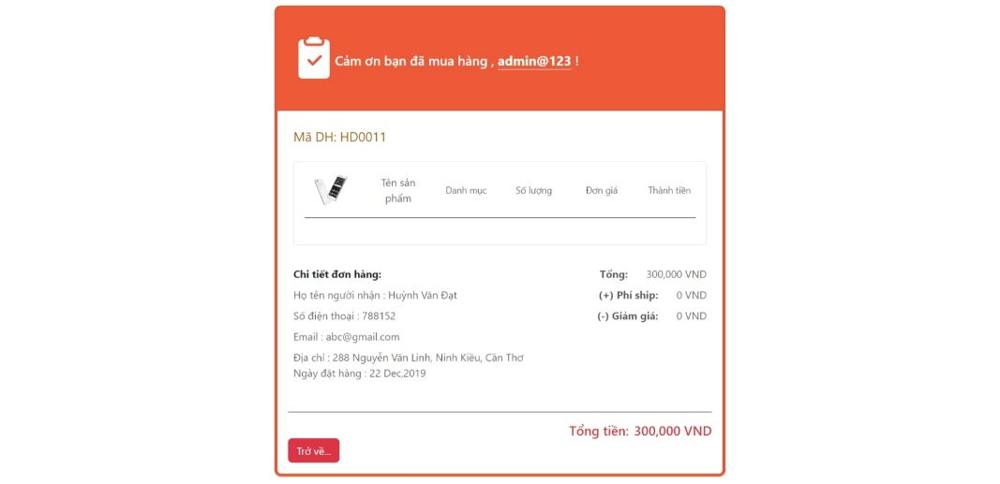 Cảm ơn bạn đã mua hàng , admin@123 !
Mã DH: HD0011
Tên sản
phẩm
Danh mục
Số lượng
Đơn giá
Thành tiền
Chi tiết đơn hàng:
Họ tên người nhận : Huỳnh Văn Đạt
Số điện thoại : 788152
Email : abc@gmail.com
Địa chỉ : 288 Nguyễn Văn Linh, Ninh Kiều, Cần Thơ
Ngày đặt hàng : 22 Dec,2019
Tổng: 300,000 VND
(+) Phí ship: 0 VND
(-) Giảm giá: 0 VND
Tổng tiền: 300,000 VND
Trở về...